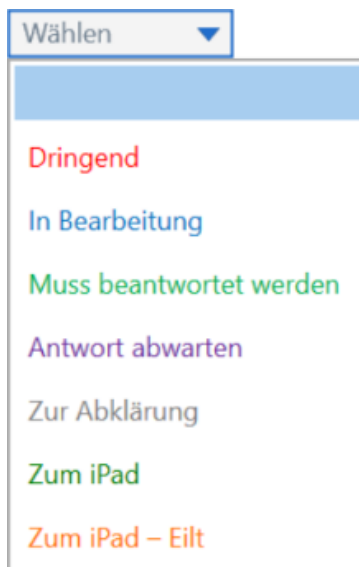 Wählen
Dringend
In Bearbeitung
Muss beantwortet werden
Antwort abwarten
Zur Abklärung
Zum iPad
Zum iPad – Eilt